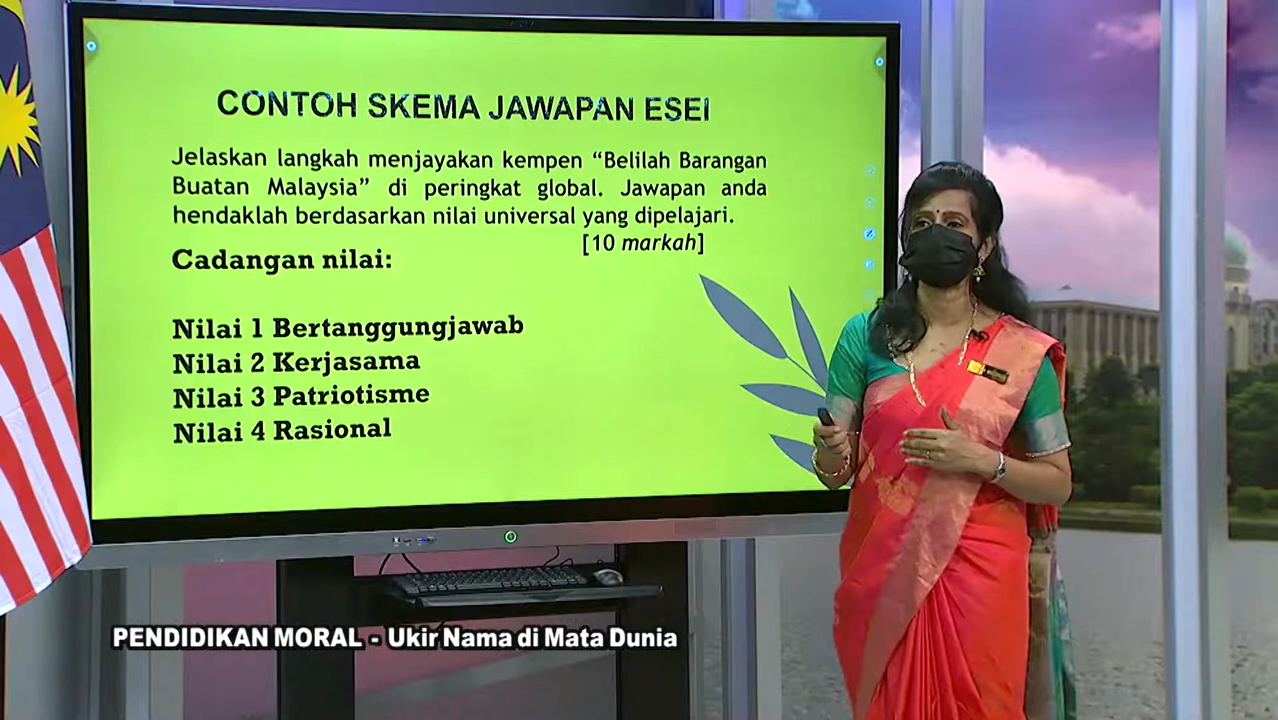 CONTOH SKEMA JAWAPAN ESEI
Jelaskan langkah menjayakan kempen “Belilah Barangan
Buatan Malaysia” di peringkat global. Jawapan anda
hendaklah berdasarkan nilai universal yang dipelajari.
[10 markah]
Cadangan nilai:
Nilai 1 Bertanggungjawab
Nilai 2 Kerjasama
Nilai 3 Patriotisme
Nilai 4 Rasional
PENDIDIKAN MORAL - Ukir Nama di Mata Dunia